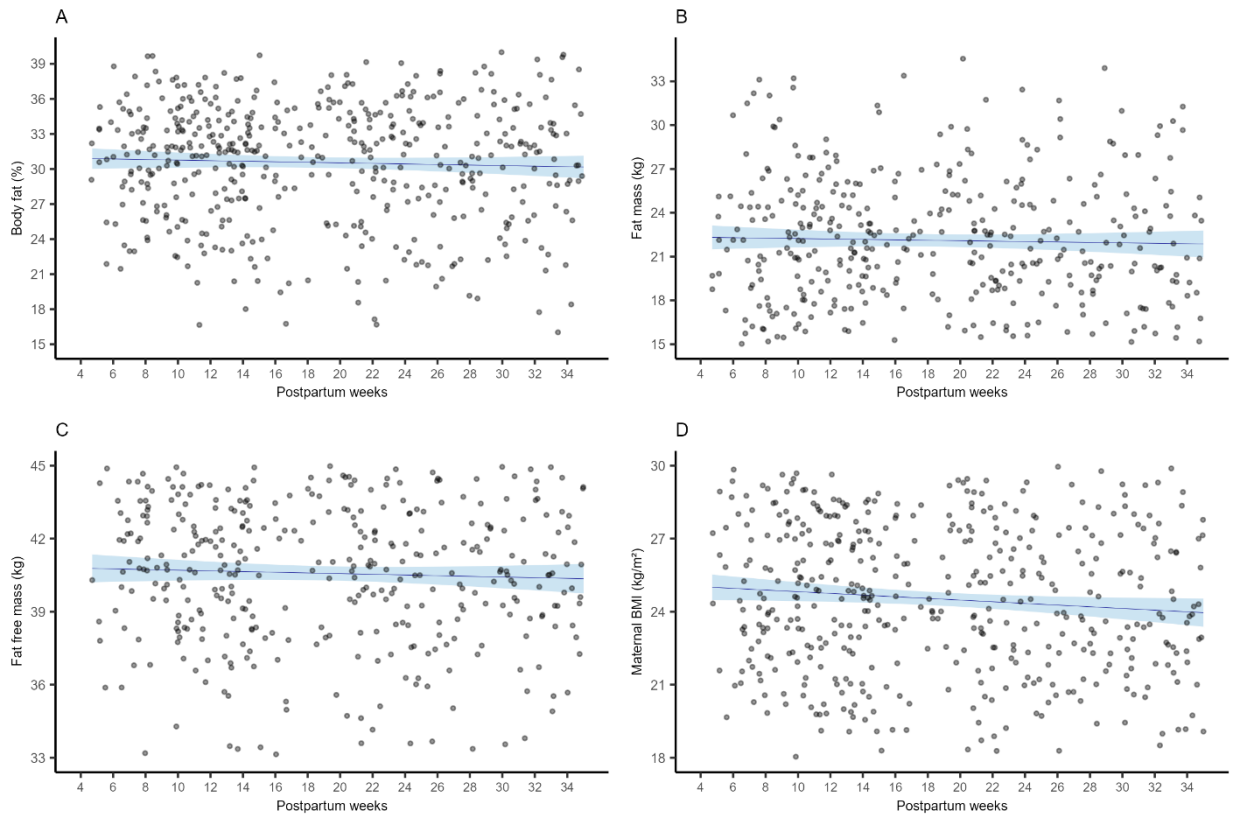 A
39
36
33
30
27
24
21
18
15
Body fat (%)
4 6 8 10 12 14 16 18 20 22 24 26 28 30 32 34
Postpartum weeks
B
33
30
27
24
21
18
15
Fat mass (kg)
4 6 8 10 12 14 16 18 20 22 24 26 28 30 32 34
Postpartum weeks
C
45
42
39
36
33
Fat free mass (kg)
4 6 8 10 12 14 16 18 20 22 24 26 28 30 32 34
Postpartum weeks
D
30
27
24
21
18
Maternal BMI (kg/m²)
4 6 8 10 12 14 16 18 20 22 24 26 28 30 32 34
Postpartum weeks